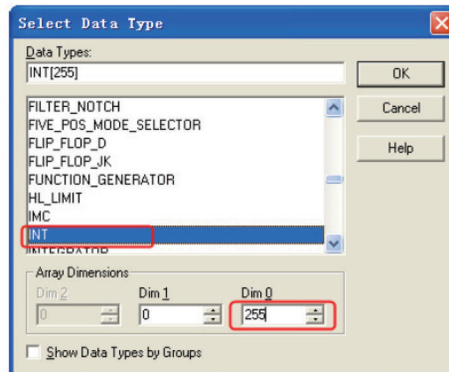 Select Data Type
Data Types:
INT[255]
OK
FILTER_NOTCH
Cancel
FIVE_POS_MODE_SELECTOR
FLIP_FLOP_D
FLIP_FLOP_JK
Help
FUNCTION_GENERATOR
HL_LIMIT
IMC
INT
INTEGRATOR
Array Dimensions
Dim 2 Dim 1 Dim 0
0 0 255
Show Data Types by Groups